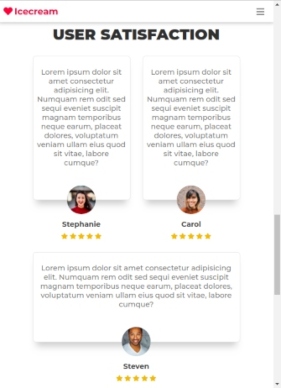 Icecream
USER SATISFACTION
Lorem ipsum dolor sit
amet consectetur
adipisicing elit.
Numquam rem odit sed
sequi eveniet suscipit
magnam temporibus
neque earum, placeat
dolores, voluptatum
veniam ullam eius quod
sit vitae, labore
cumque?
Stephanie
Lorem ipsum dolor sit
amet consectetur
adipisicing elit.
Numquam rem odit sed
sequi eveniet suscipit
magnam temporibus
neque earum, placeat
dolores, voluptatum
veniam ullam eius quod
sit vitae, labore
cumque?
Carol
Lorem ipsum dolor sit amet consectetur adipisicing
elit. Numquam rem odit sed sequi eveniet suscipit
magnam temporibus neque earum, placeat dolores,
voluptatum veniam ullam eius quod sit vitae, labore
cumque?
Steven